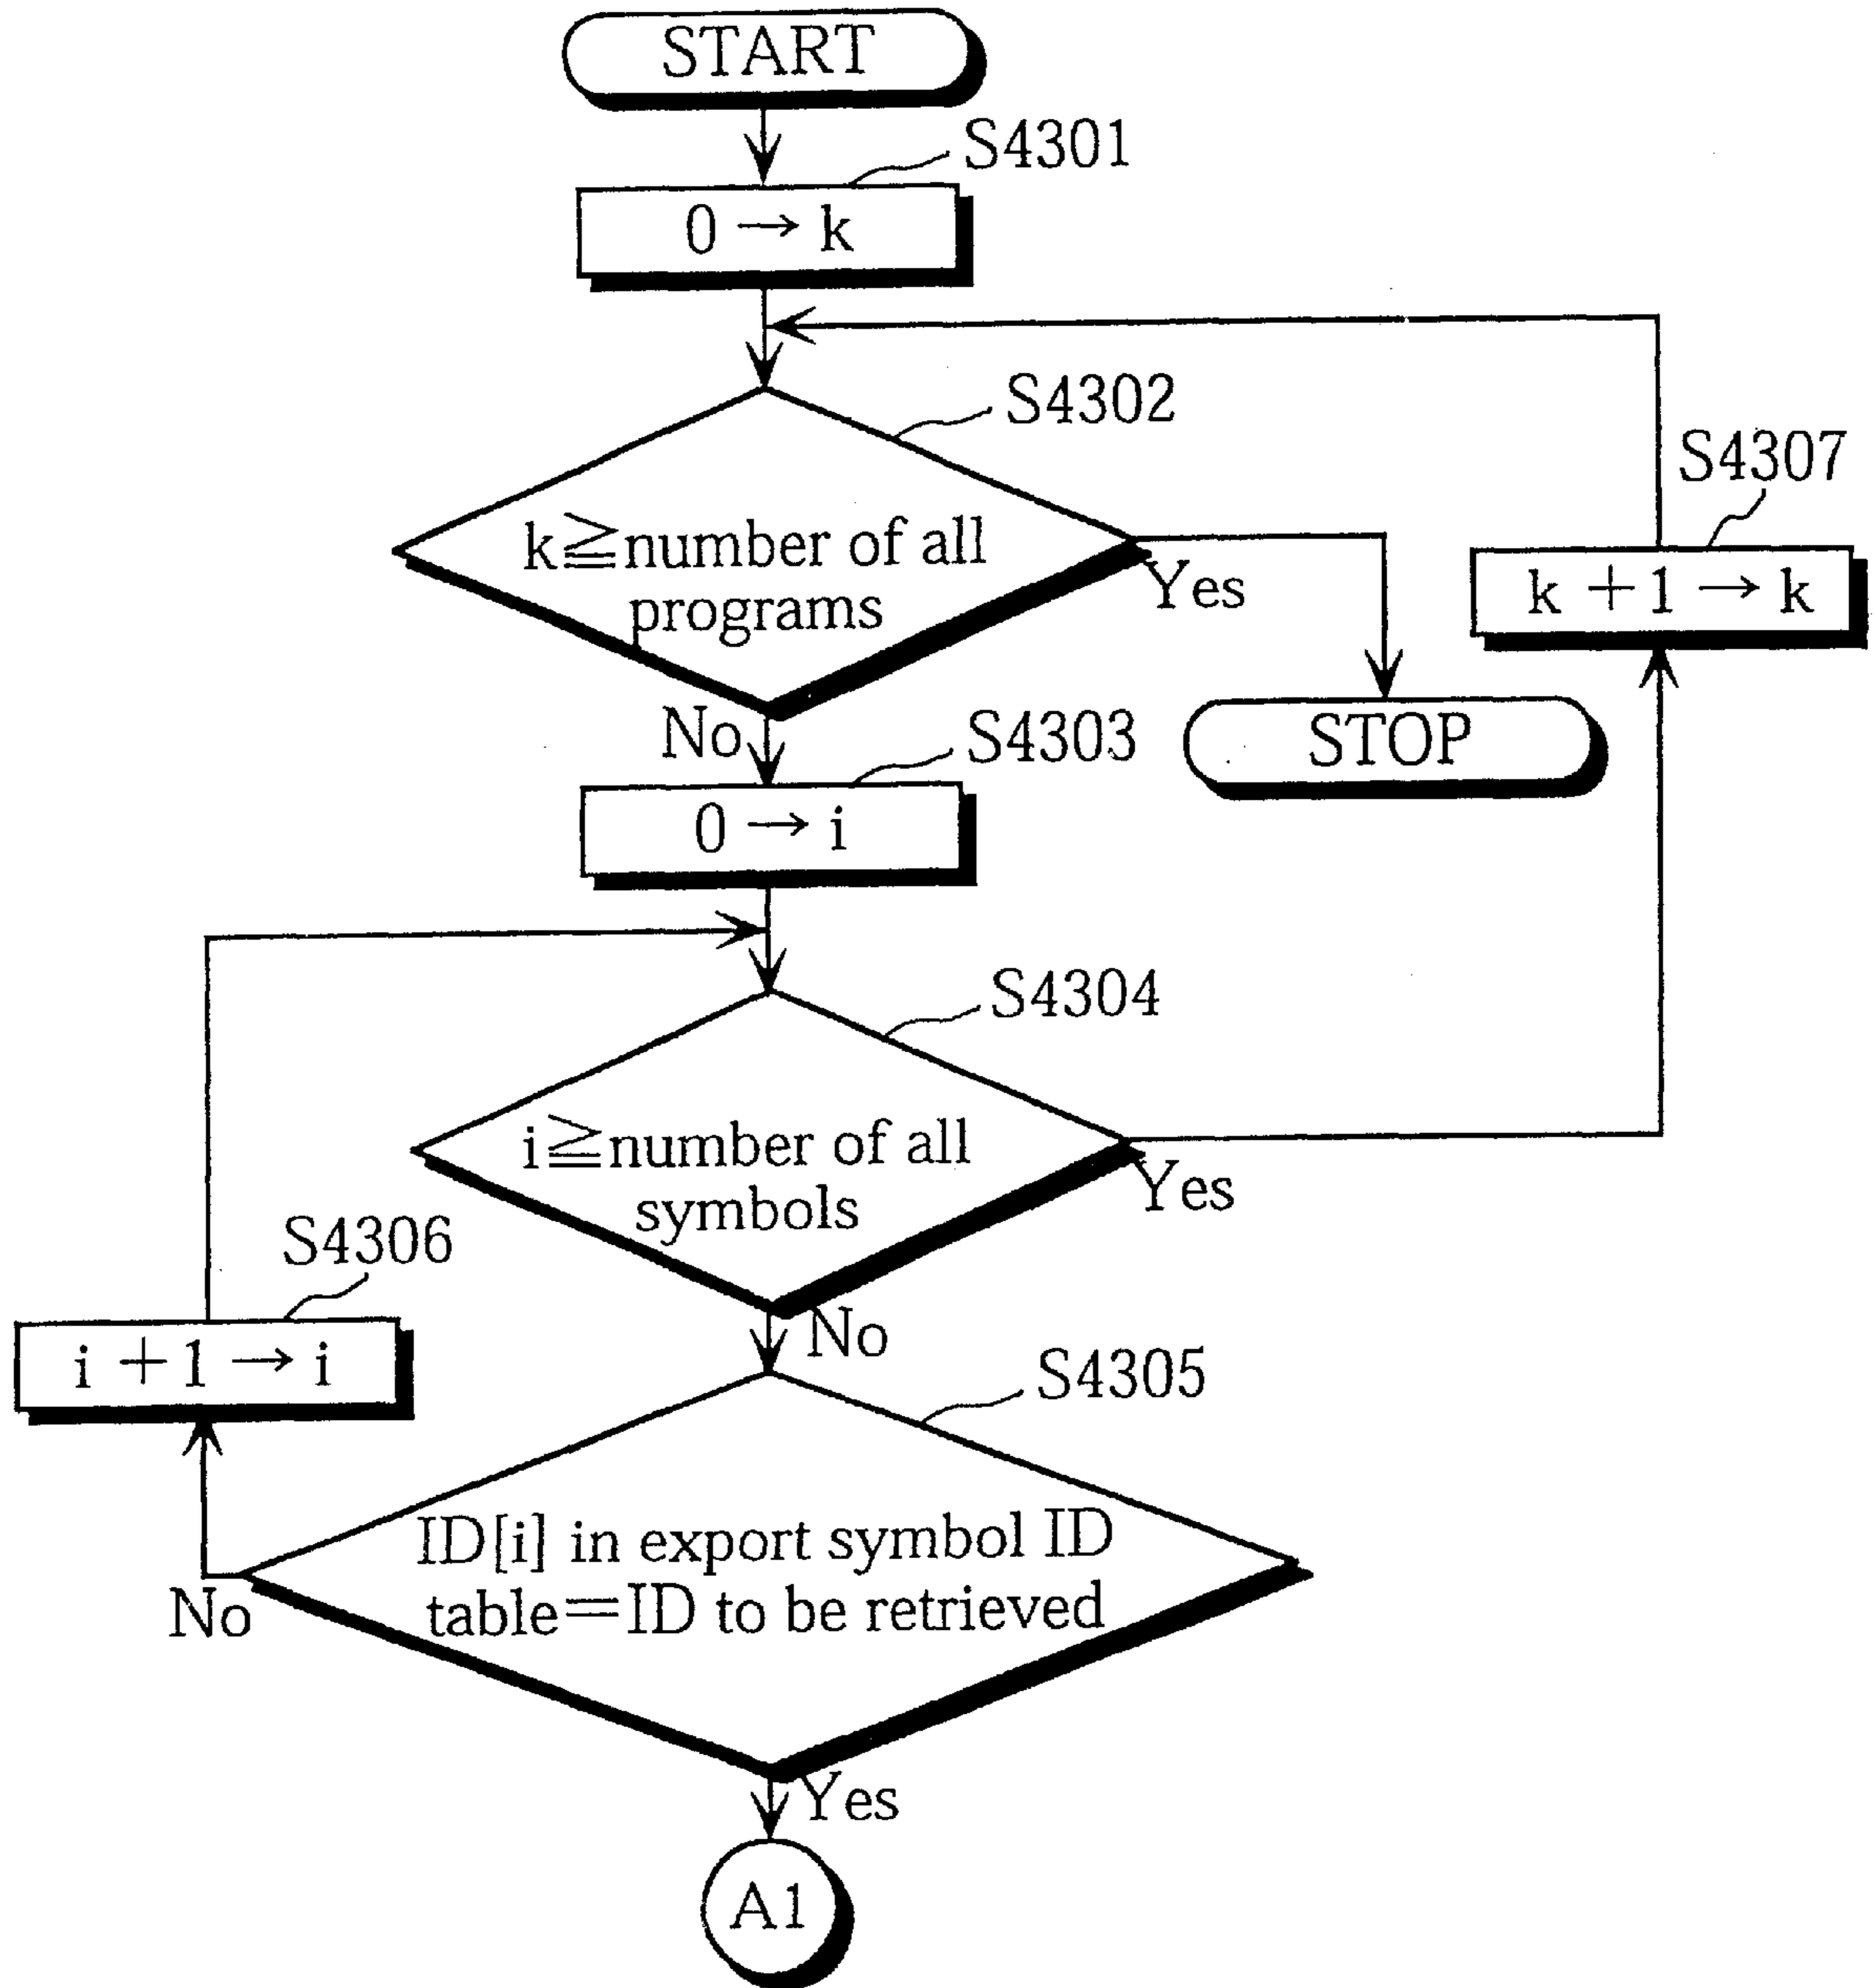 START
S4301
0 → k
S4302
k≧number of all
programs
Yes
S4307
k +1 → k
No
STOP
S4303
0 → i
S4304
i≧number of all
symbols
Yes
S4306
i +1 → i
No
S4305
ID[i] in export symbol ID
table=ID to be retrieved
No
Yes
A1